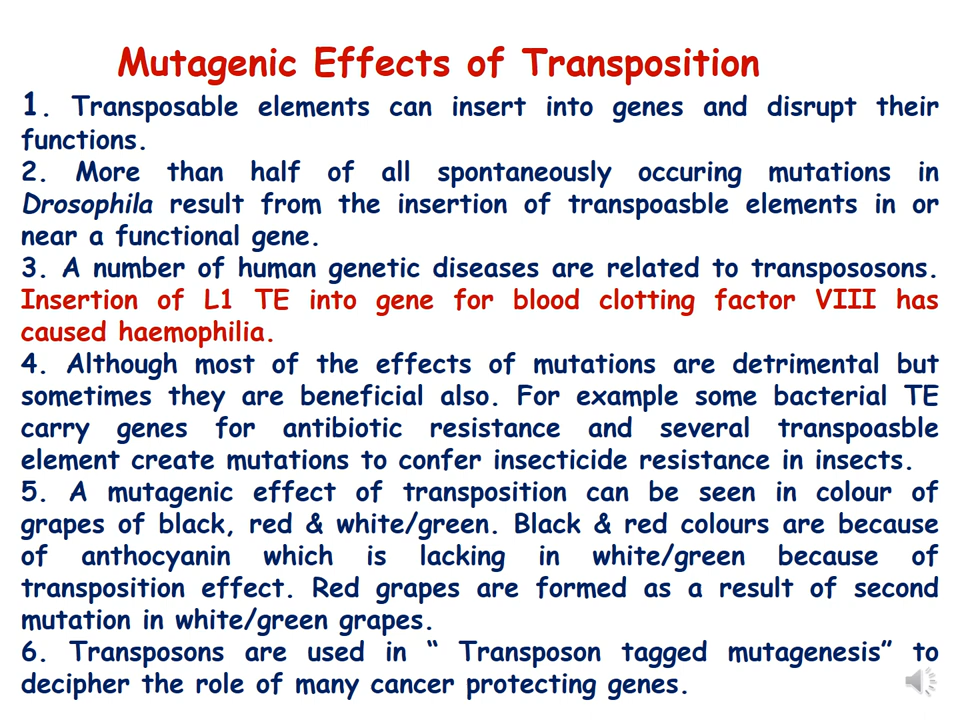 Mutagenic Effects of Transposition
1. Transposable elements can insert into genes and disrupt their
functions.
2. More than half of all spontaneously occuring mutations in
Drosophila result from the insertion of transpoasble elements in or
near a functional gene.
3. A number of human genetic diseases are related to transpososons.
Insertion of L1 TE into gene for blood clotting factor VIII has
caused haemophilia.
4. Although most of the effects of mutations are detrimental but
sometimes they are beneficial also. For example some bacterial TE
carry genes for antibiotic resistance and several transpoasble
element create mutations to confer insecticide resistance in insects.
5. A mutagenic effect of transposition can be seen in colour of
grapes of black, red & white/green. Black & red colours are because
of anthocyanin which is lacking in white/green because of
transposition effect. Red grapes are formed as a result of second
mutation in white/green grapes.
6. Transposons are used in “ Transposon tagged mutagenesis” to
decipher the role of many cancer protecting genes.